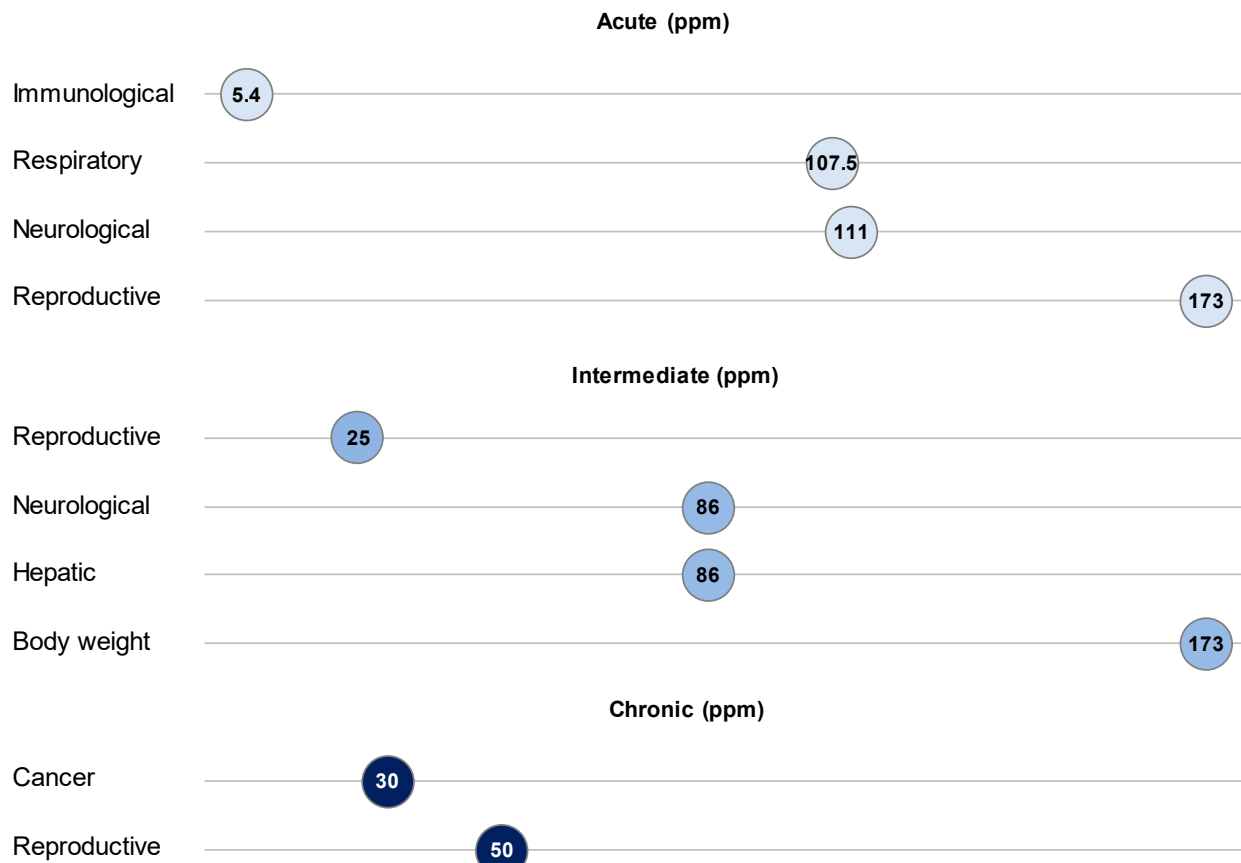 Acute (ppm)
Immunological 5.4
Respiratory 107.5
Neurological 111
Reproductive 173
Intermediate (ppm)
Reproductive 25
Neurological 86
Hepatic 86
Body weight 173
Chronic (ppm)
Cancer 30
Reproductive 50